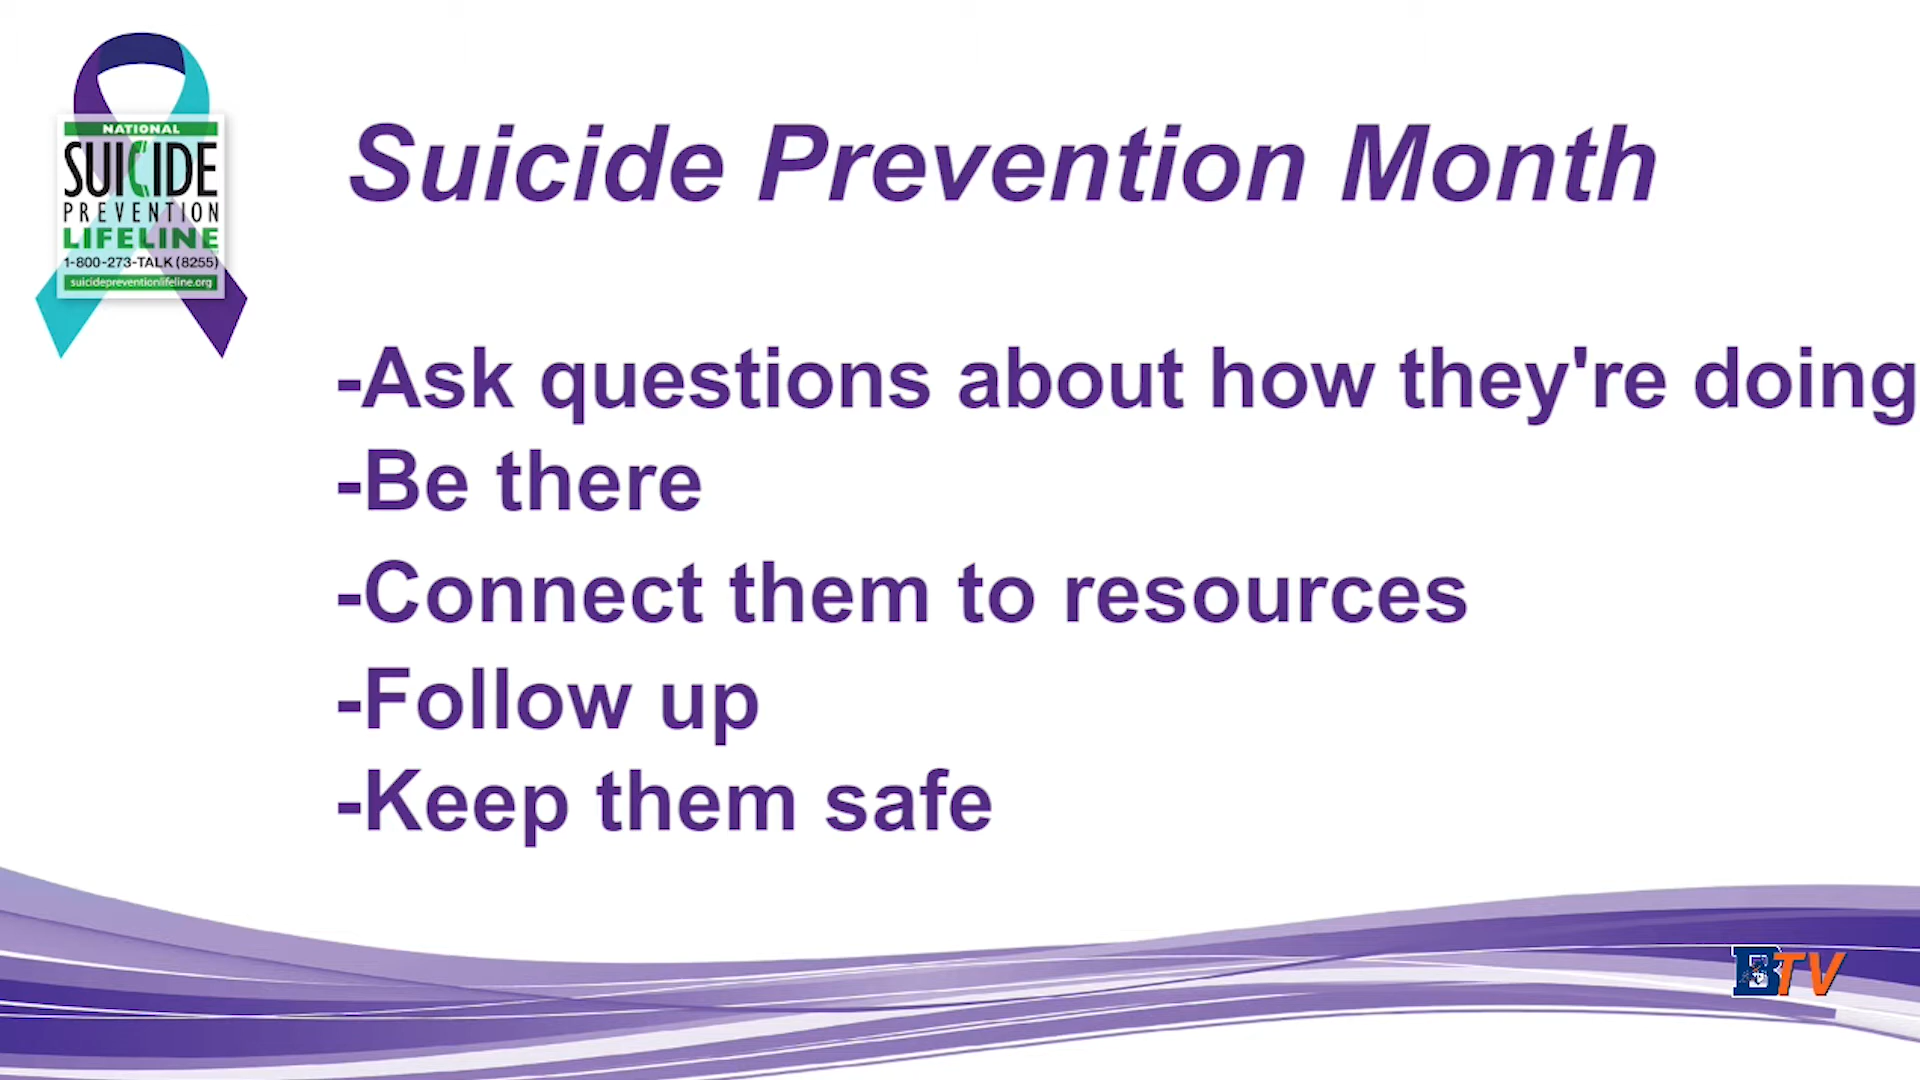 NATIONAL
SUICIDE
PREVENTION
LIFELINE
1-800-273-TALK (8255)
suicidepreventionlifeline.org
Suicide Prevention Month
-Ask questions about how they're doing
-Be there
-Connect them to resources
-Follow up
-Keep them safe
BTV